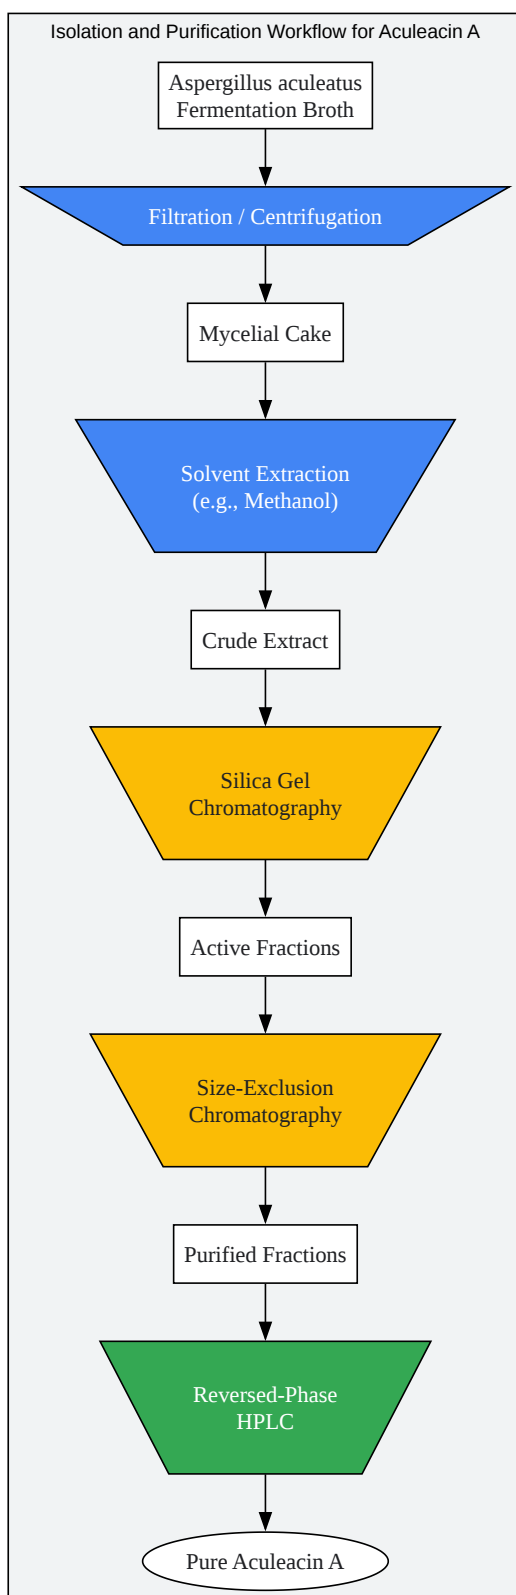 Isolation and Purification Workflow for Aculeacin A
Aspergillus aculeatus
Fermentation Broth
Filtration / Centrifugation
Mycelial Cake
Solvent Extraction
(e.g., Methanol)
Crude Extract
Silica Gel
Chromatography
Active Fractions
Size-Exclusion
Chromatography
Purified Fractions
Reversed-Phase
HPLC
Pure Aculeacin A